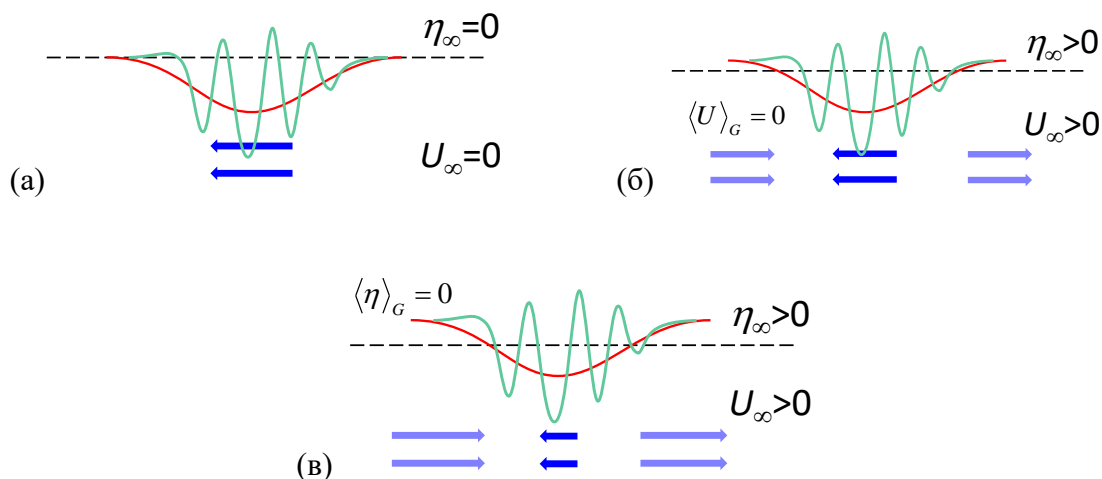 η∞=0
U∞=0
(а)
η∞>0
⟨U⟩G = 0
U∞>0
(б)
⟨η⟩G = 0
η∞>0
U∞>0
(в)